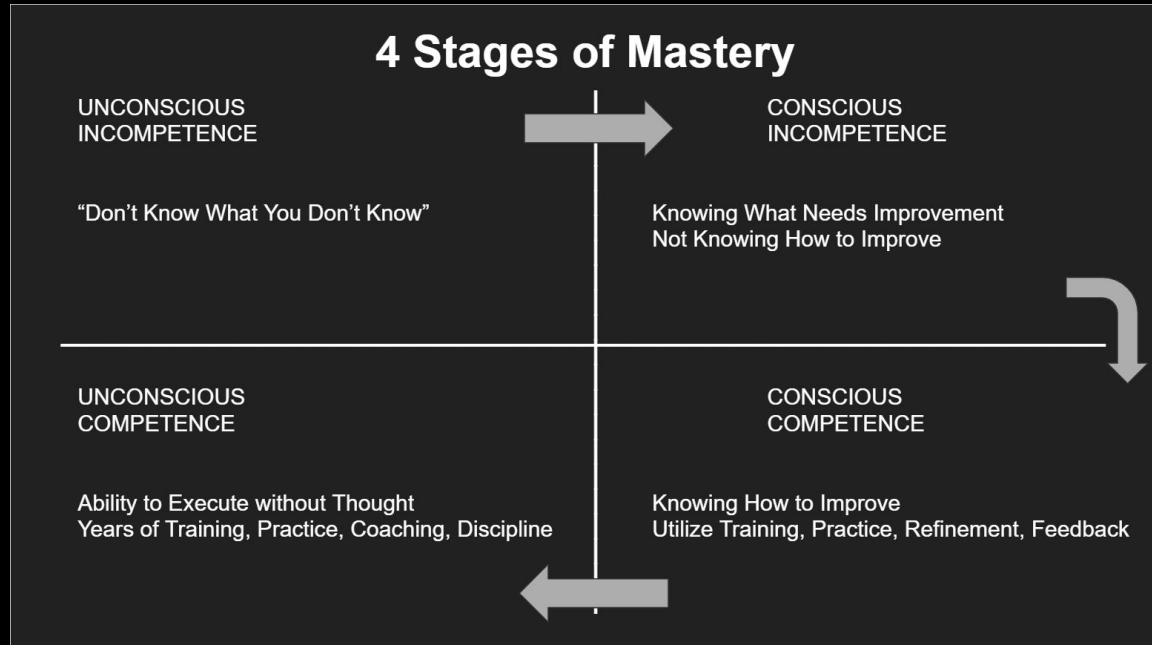 4 Stages of Mastery
UNCONSCIOUS
INCOMPETENCE
“Don’t Know What You Don’t Know”
CONSCIOUS
INCOMPETENCE
Knowing What Needs Improvement
Not Knowing How to Improve
UNCONSCIOUS
COMPETENCE
Ability to Execute without Thought
Years of Training, Practice, Coaching, Discipline
CONSCIOUS
COMPETENCE
Knowing How to Improve
Utilize Training, Practice, Refinement, Feedback